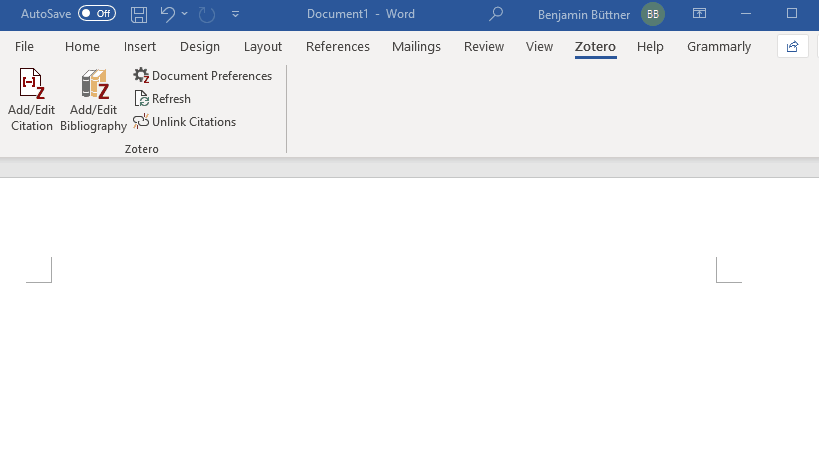 AutoSave Off Document1 - Word Benjamin Büttner BB
File Home Insert Design Layout References Mailings Review View Zotero Help Grammarly
Add/Edit Citation
Add/Edit Bibliography
Document Preferences
Refresh
Unlink Citations
Zotero